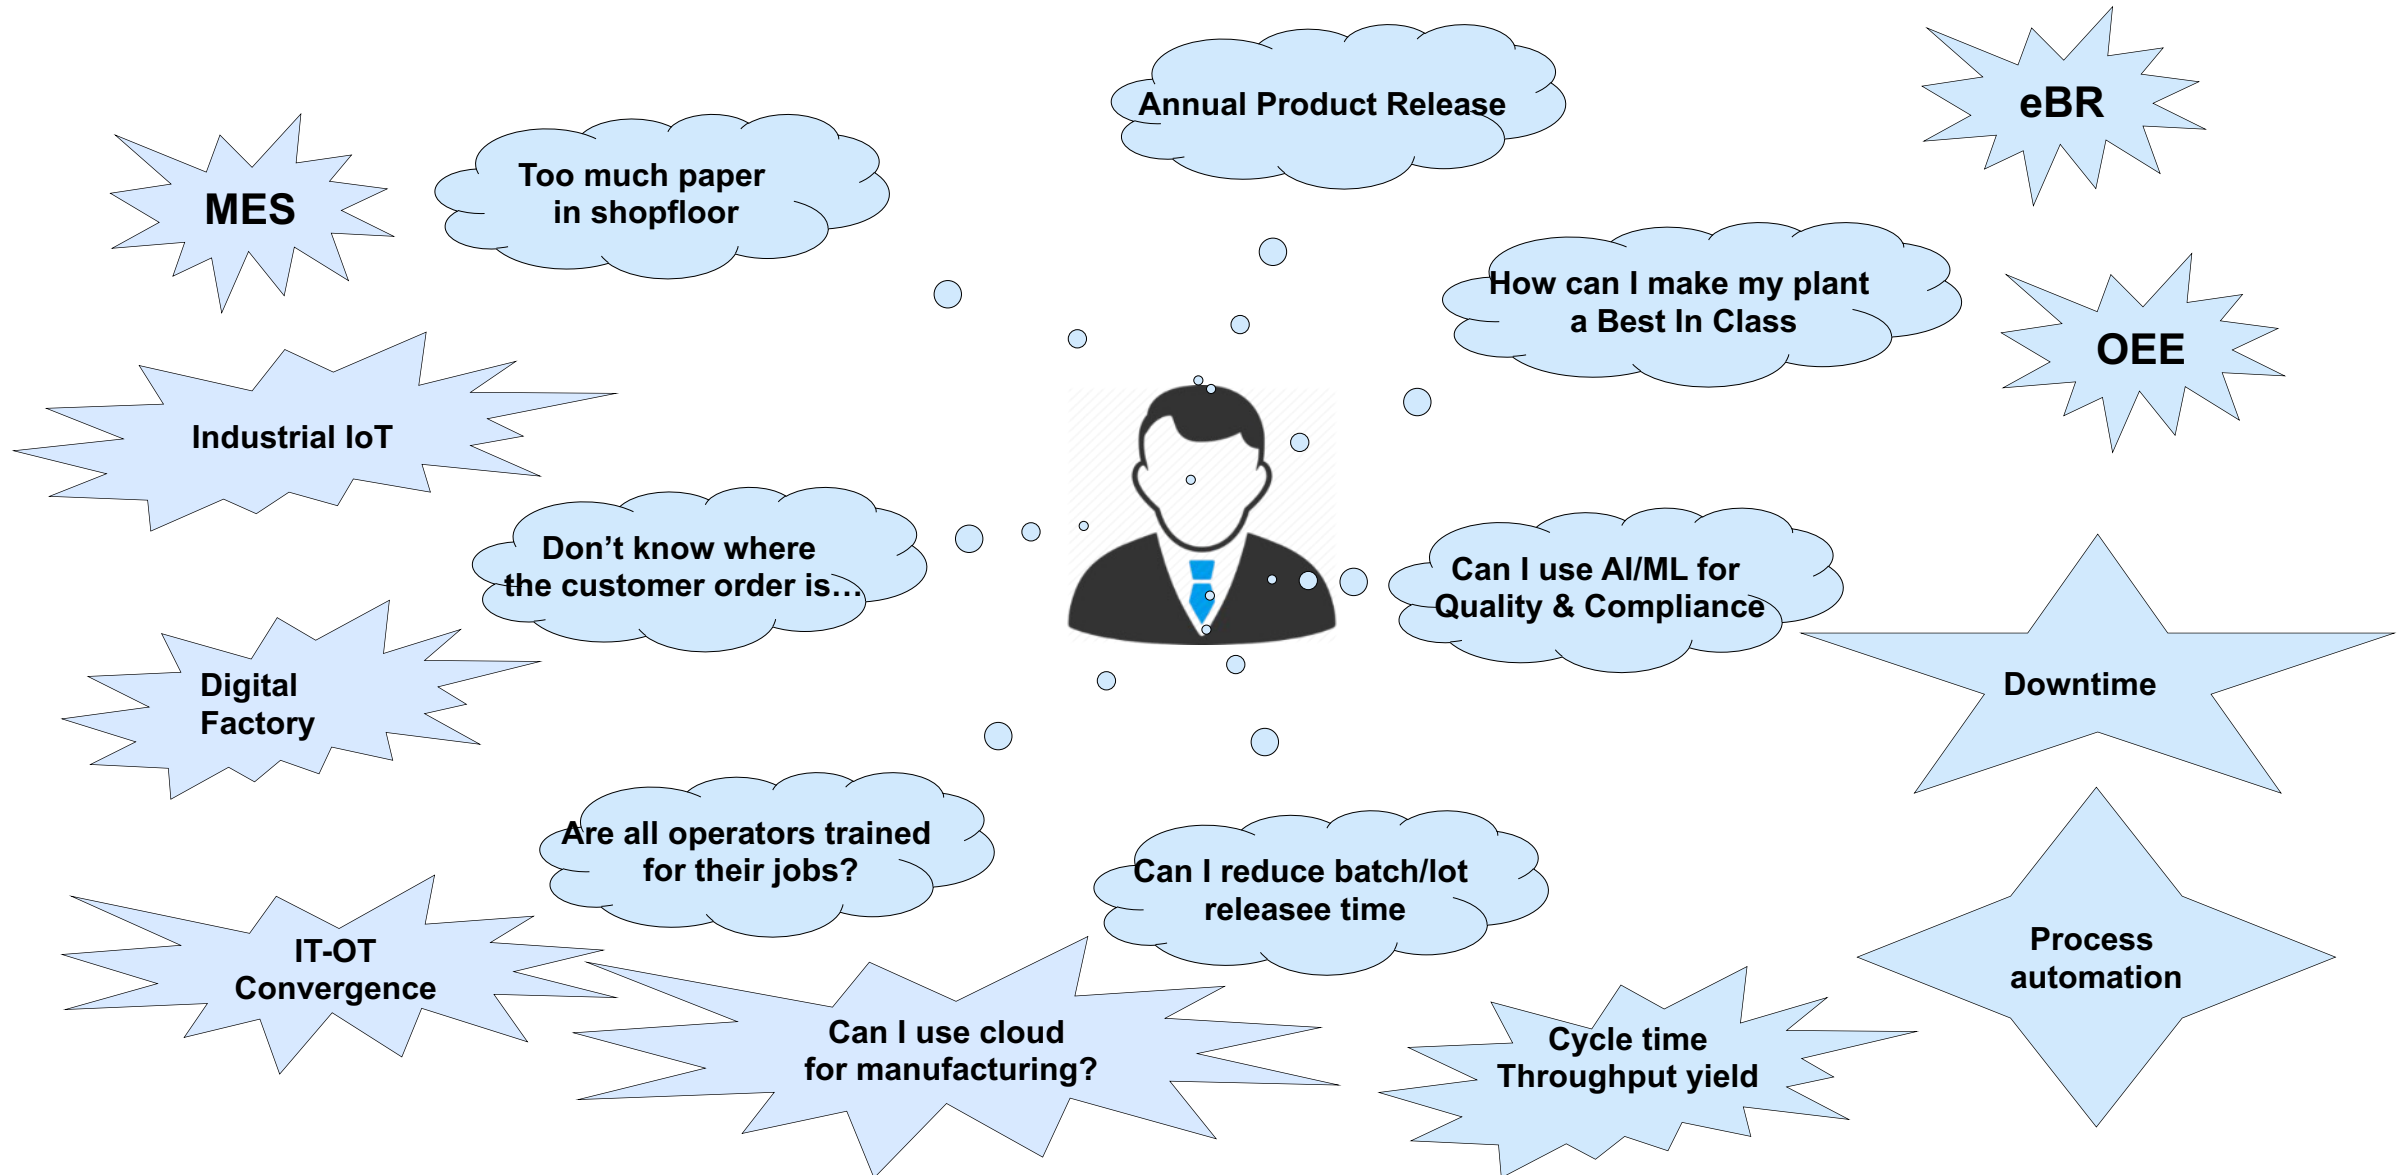 Annual Product Release
eBR
Too much paper
in shopfloor
MES
How can I make my plant
a Best In Class
OEE
Industrial IoT
Don’t know where
the customer order is…
Can I use AI/ML for
Quality & Compliance
Digital
Factory
Downtime
Are all operators trained
for their jobs?
Can I reduce batch/lot
releasee time
IT-OT
Convergence
Process
automation
Can I use cloud
for manufacturing?
Cycle time
Throughput yield